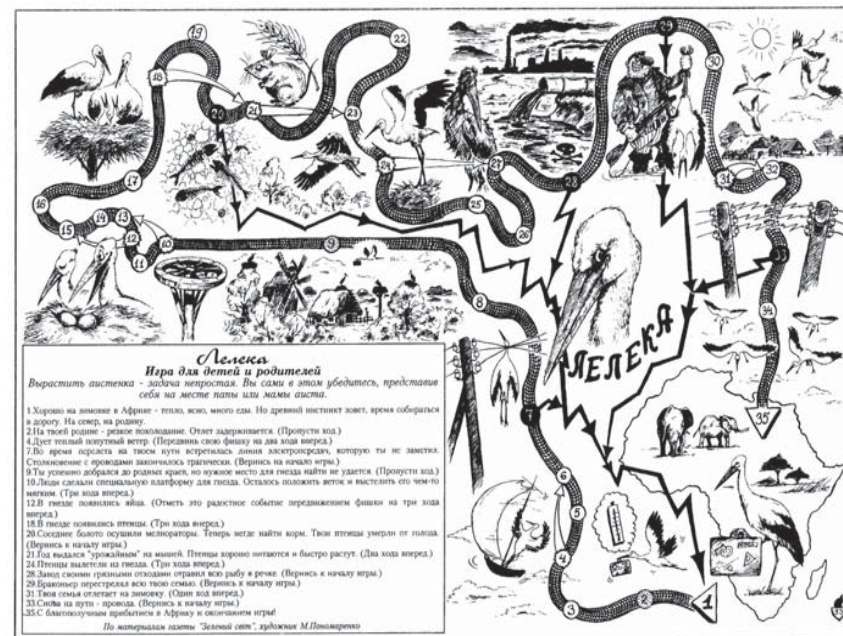 Лелека
Игра для детей и родителей
Вырастить аистенка - задача непростая. Вы сами в этом убедитесь, представив
себя на месте папы или мамы аиста.
1.Хорошо на зимовке в Африке - тепло, ясно, много еды. Но древний инстинкт зовет, время собираться
в дорогу. На север, на родину.
2.На твоей родине - резкое похолодание. Отлет задерживается. (Пропусти ход.)
4.Дует теплый попутный ветер. (Передвинь свою фишку на два хода вперед.)
7.Во время перелета на твоем пути встретилась линия электропередач, которую ты не заметил.
Столкновение с проводами закончилось трагически. (Вернись на начало игры.)
9.Ты успешно добрался до родных краев, но нужное место для гнезда найти не удается. (Пропусти ход.)
10.Люди сделали специальную платформу для гнезда. Осталось положить веток и выстелить его чем-то
мягким. (Три хода вперед.)
12.В гнезде появились яйца. (Отметь это радостное событие передвижением фишки на три хода
вперед.)
18.В гнезде появились птенцы. (Три хода вперед.)
20.Соседнее болото осушили мелиораторы. Теперь негде найти корм. Твои птенцы умерли от голода.
(Вернись к началу игры.)
21.Год выдался "урожайным" на мышей. Птенцы хорошо питаются и быстро растут. (Два хода вперед.)
24.Птенцы вылетели из гнезда. (Три хода вперед.)
28.Завод своими грязными отходами отравил всю рыбу в речке. (Вернись к началу игры.)
29.Браконьер перестрелял всю твою семью. (Вернись к началу игры.)
31.Твоя семья отлетает на зимовку. (Один ход вперед.)
33.Снова на пути - провода. (Вернись к началу игры.)
35.С благополучным прибытием в Африку и окончанием игры!
По материалам газеты "Зелений світ", художник М.Пономаренко
ЛЕЛЕКА
1
2
3
4
5
6
7
8
9
10
11
12
13
14
15
16
17
18
19
20
21
22
23
24
25
26
27
28
29
30
31
32
33
34
35